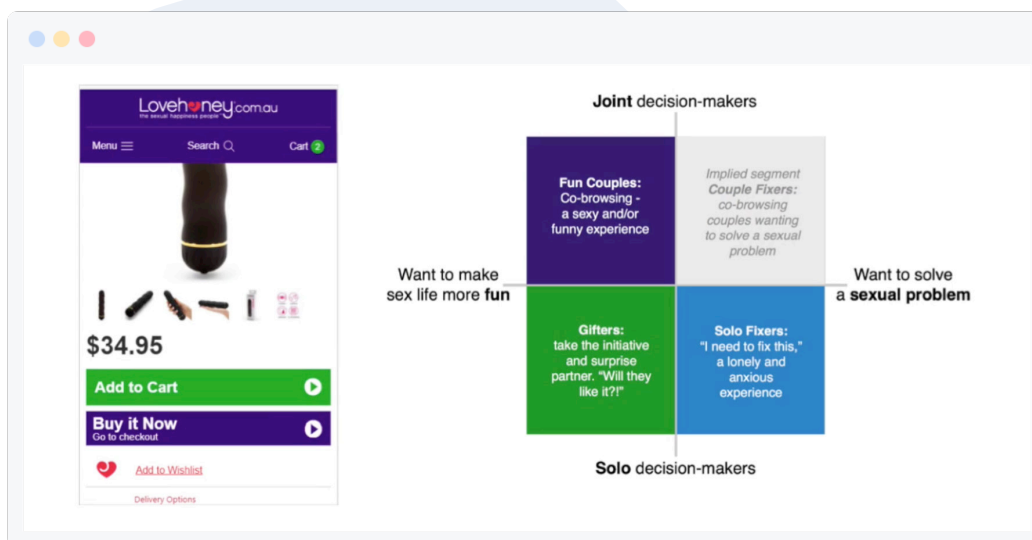 Lovehoney.com.au
the sexual happiness people™
Menu
Search
Cart 2
$34.95
Add to Cart
Buy it Now
Go to checkout
Add to Wishlist
Delivery Options
Joint decision-makers
Fun Couples:
Co-browsing -
a sexy and/or
funny experience
Implied segment
Couple Fixers:
co-browsing
couples wanting
to solve a sexual
problem
Want to make
sex life more fun
Want to solve
a sexual problem
Gifters:
take the initiative
and surprise
partner. "Will they
like it?!"
Solo Fixers:
"I need to fix this,"
a lonely and
anxious
experience
Solo decision-makers